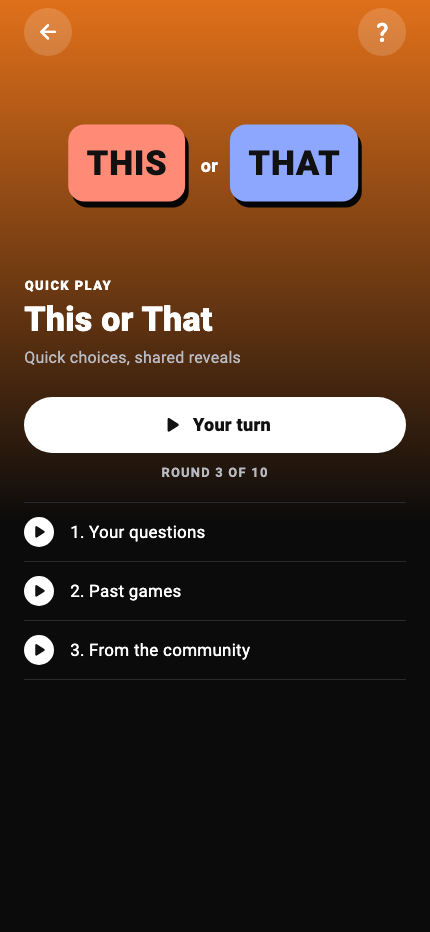 ?
THIS or THAT
QUICK PLAY
This or That
Quick choices, shared reveals
Your turn
ROUND 3 OF 10
1. Your questions
2. Past games
3. From the community